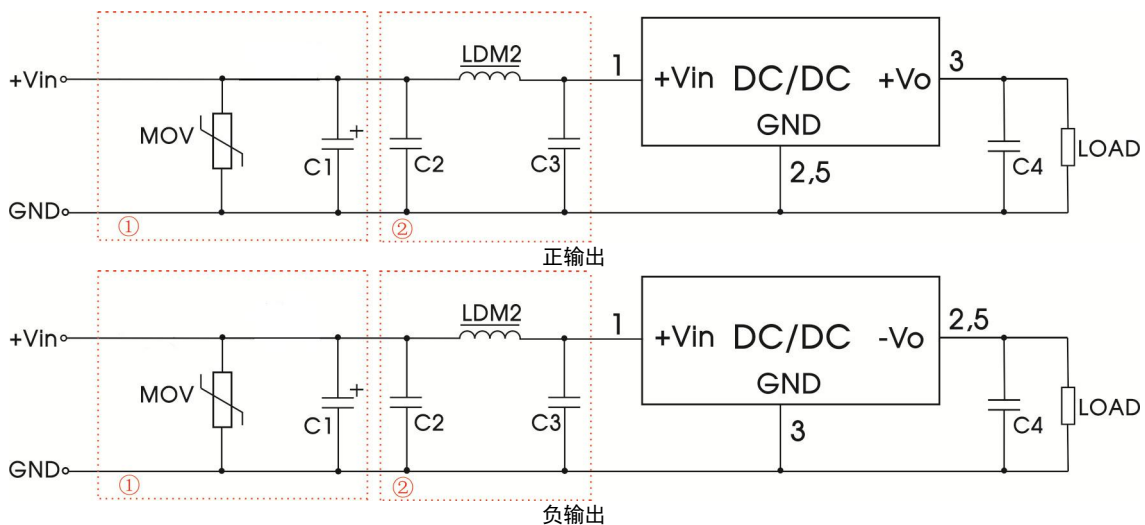 LDM2
+Vin
1
+Vin DC/DC +Vo
3
GND
MOV
C1
+
C2
C3
2,5
C4
LOAD
GND
①
②
正输出
LDM2
+Vin
1
+Vin DC/DC -Vo
2,5
GND
MOV
C1
+
C2
C3
3
C4
LOAD
GND
①
②
负输出